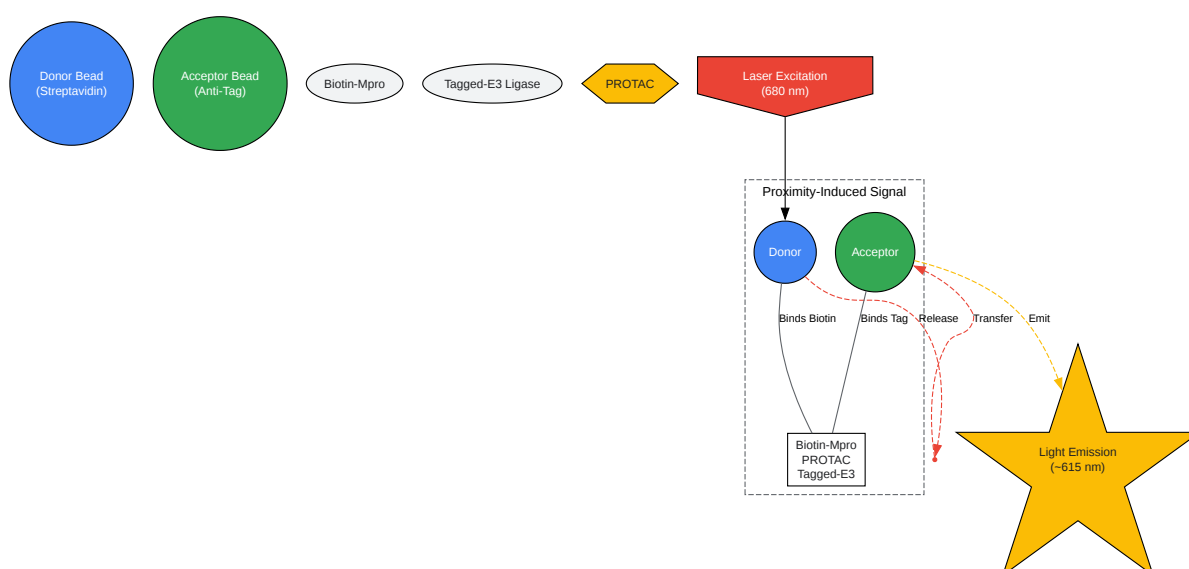 Donor Bead
(Streptavidin)
Acceptor Bead
(Anti-Tag)
Biotin-Mpro
Tagged-E3 Ligase
PROTAC
Laser Excitation
(680 nm)
Proximity-Induced Signal
Donor
Acceptor
Binds Biotin
Binds Tag
Release
Transfer
Emit
Biotin-Mpro
PROTAC
Tagged-E3
Light Emission
(~615 nm)